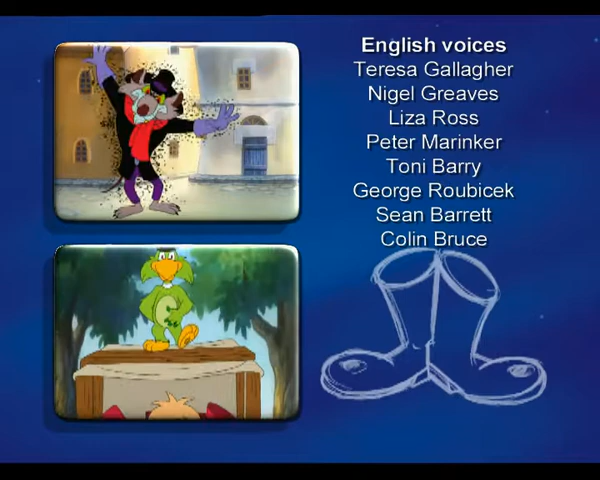 English voices
Teresa Gallagher
Nigel Greaves
Liza Ross
Peter Marinker
Toni Barry
George Roubicek
Sean Barrett
Colin Bruce